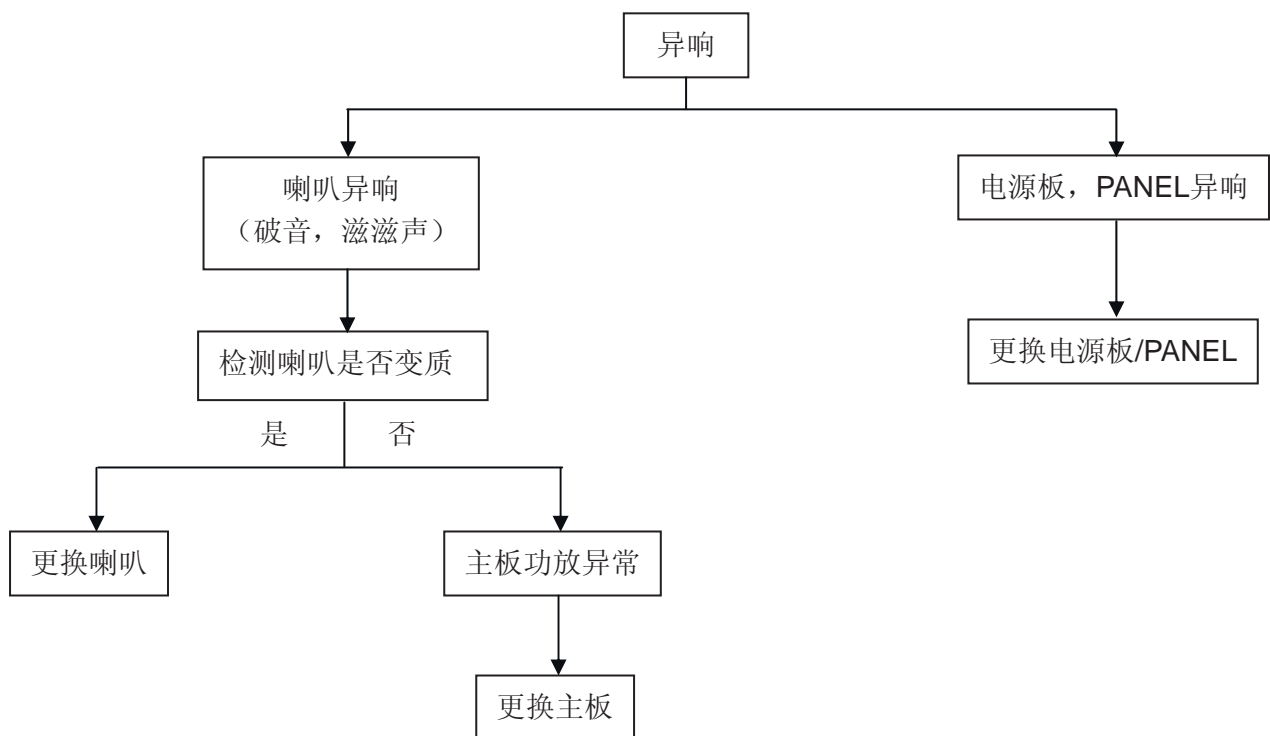 异响
喇叭异响
（破音，滋滋声）
电源板，PANEL异响
检测喇叭是否变质
更换电源板/PANEL
是
否
更换喇叭
主板功放异常
更换主板